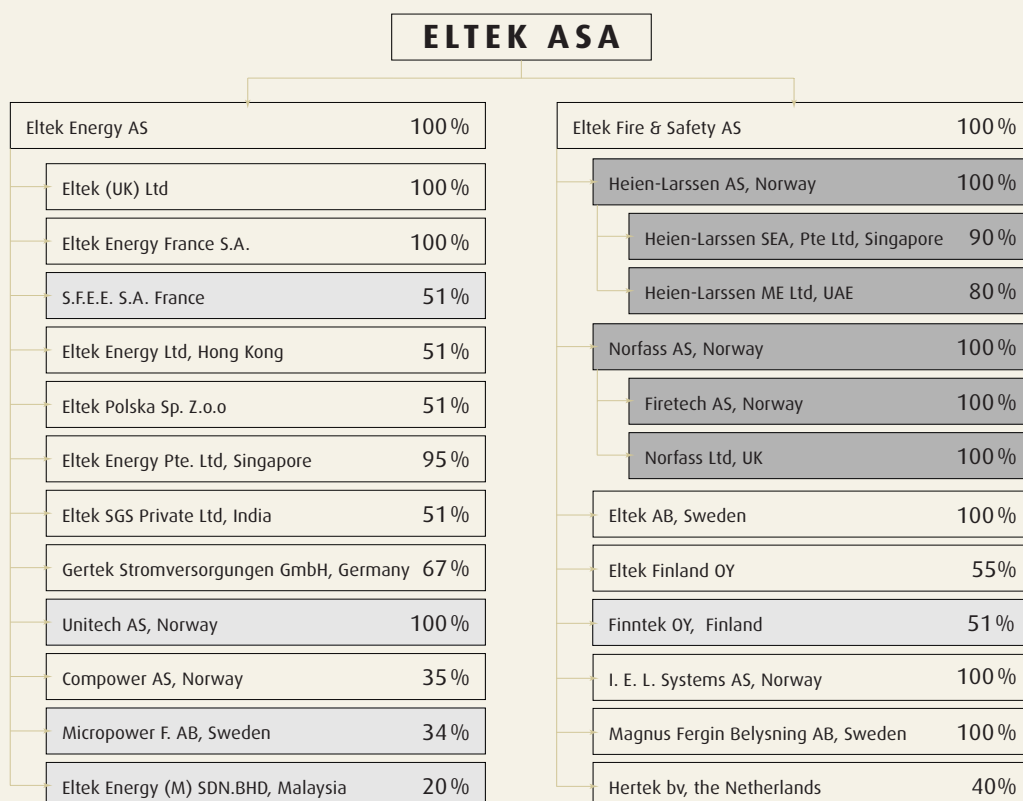 ELTEK ASA
Eltek Energy AS 100%
Eltek (UK) Ltd 100%
Eltek Energy France S.A. 100%
S.F.E.E. S.A. France 51%
Eltek Energy Ltd, Hong Kong 51%
Eltek Polska Sp. Z.o.o 51%
Eltek Energy Pte. Ltd, Singapore 95%
Eltek SGS Private Ltd, India 51%
Gertek Stromversorgungen GmbH, Germany 67%
Unitech AS, Norway 100%
Compower AS, Norway 35%
Micropower F. AB, Sweden 34%
Eltek Energy (M) SDN.BHD, Malaysia 20%
Eltek Fire & Safety AS 100%
Heien-Larssen AS, Norway 100%
Heien-Larssen SEA, Pte Ltd, Singapore 90%
Heien-Larssen ME Ltd, UAE 80%
Norfass AS, Norway 100%
Firetech AS, Norway 100%
Norfass Ltd, UK 100%
Eltek AB, Sweden 100%
Eltek Finland OY 55%
Finntek OY, Finland 51%
I. E. L. Systems AS, Norway 100%
Magnus Fergin Belysning AB, Sweden 100%
Hertek bv, the Netherlands 40%